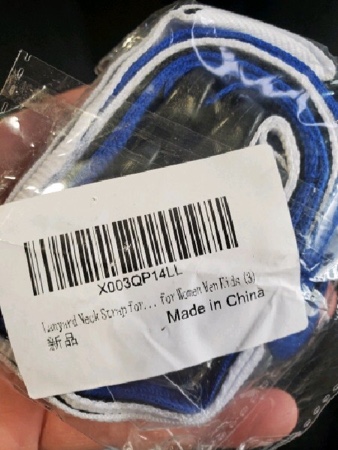 X003QP14LL
Lanyard Neck Strap for... for Women Men Kids (3)
新品
Made in China